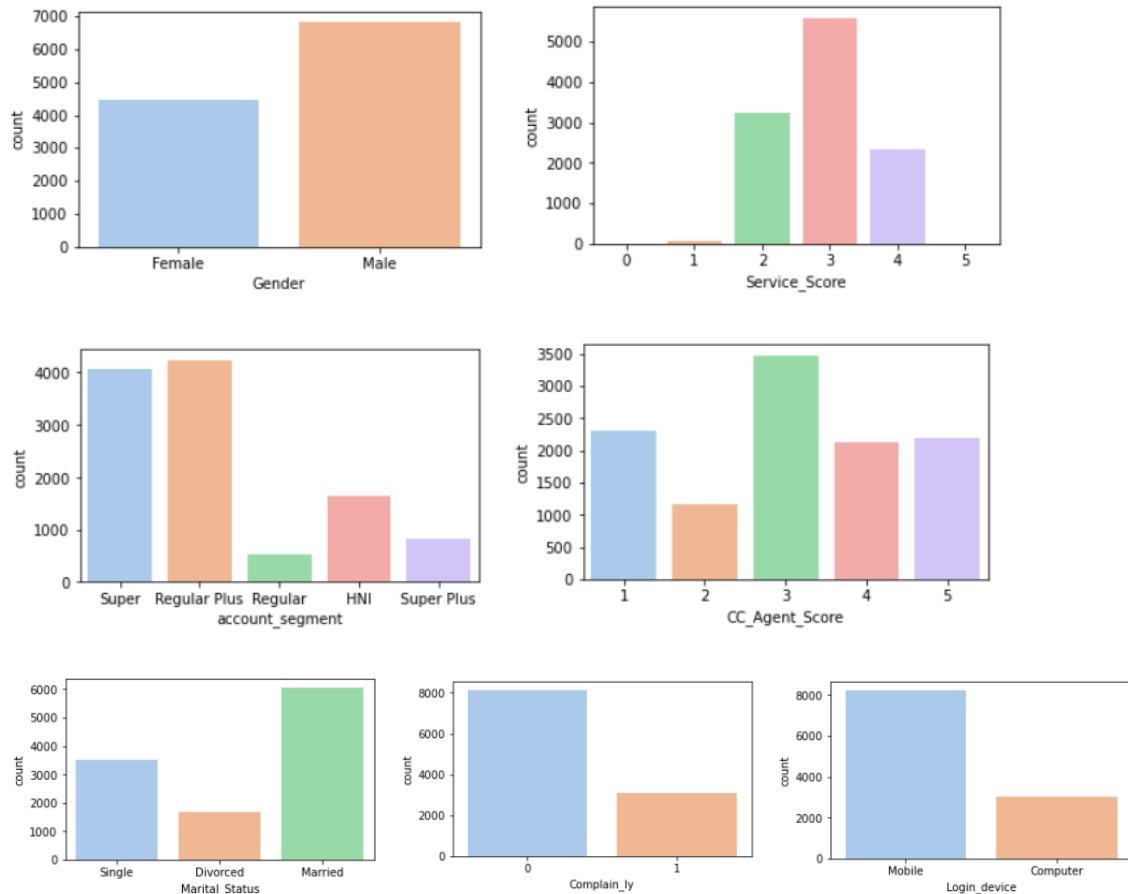 7000
6000
5000
4000
3000
2000
1000
0
count
Female Male
Gender
5000
4000
3000
2000
1000
0
count
0 1 2 3 4 5
Service_Score
4000
3000
2000
1000
0
count
Super Regular Plus Regular HNI Super Plus
account_segment
3500
3000
2500
2000
1500
1000
500
0
count
1 2 3 4 5
CC_Agent_Score
6000
5000
4000
3000
2000
1000
0
count
Single Divorced Married
Marital_Status
8000
6000
4000
2000
0
count
0 1
Complain_ly
8000
6000
4000
2000
0
count
Mobile Computer
Login_device